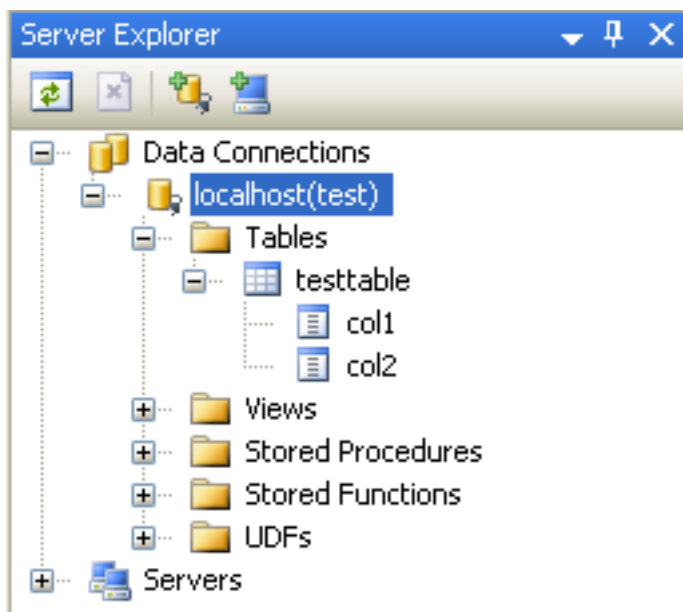 Server Explorer
Data Connections
localhost(test)
Tables
testtable
col1
col2
Views
Stored Procedures
Stored Functions
UDFs
Servers